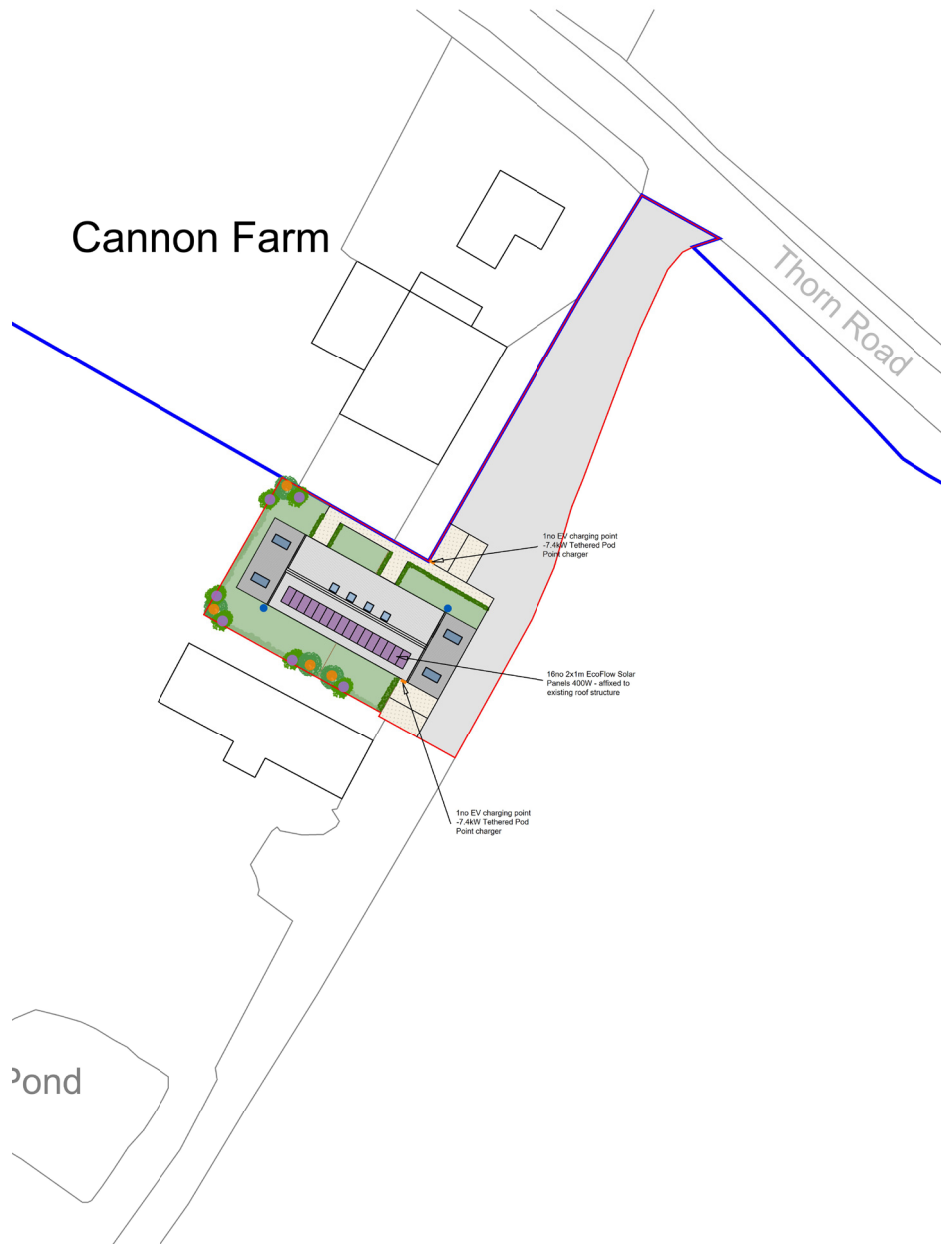 Cannon Farm
Thorn Road
1no EV charging point
-7.4kW Tethered Pod
Point charger
16no 2x1m EcoFlow Solar
Panels 400W - affixed to
existing roof structure
1no EV charging point
-7.4kW Tethered Pod
Point charger
Pond